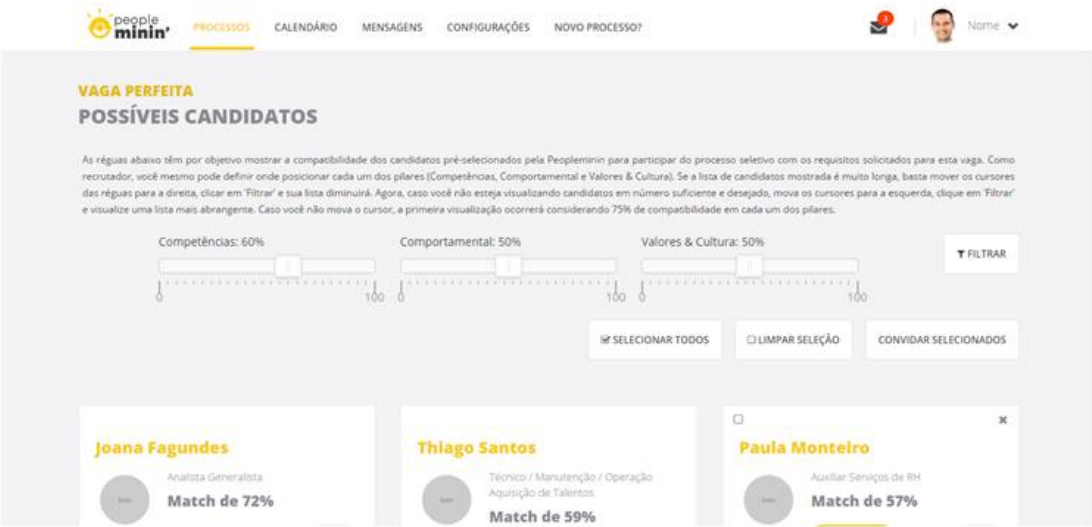 people
minin'
PROCESSOS CALENDÁRIO MENSAGENS CONFIGURAÇÕES NOVO PROCESSO?
3
Nome
VAGA PERFEITA
POSSÍVEIS CANDIDATOS
As réguas abaixo têm por objetivo mostrar a compatibilidade dos candidatos pré-selecionados pela Peopleminin para participar do processo seletivo com os requisitos solicitados para esta vaga. Como
recrutador, você mesmo pode definir onde posicionar cada um dos pilares (Competências, Comportamental e Valores & Cultura). Se a lista de candidatos mostrada é muito longa, basta mover os cursores
das réguas para a direita, clicar em 'Filtrar' e sua lista diminuirá. Agora, caso você não esteja visualizando candidatos em número suficiente e desejado, mova os cursores para a esquerda, clique em 'Filtrar'
e visualize uma lista mais abrangente. Caso você não mova o cursor, a primeira visualização ocorrerá considerando 75% de compatibilidade em cada um dos pilares.
Competências: 60% Comportamental: 50% Valores & Cultura: 50%
FILTRAR
0 100 0 100 0 100
SELECIONAR TODOS LIMPAR SELEÇÃO CONVIDAR SELECIONADOS
Joana Fagundes
Analista Generalista
Match de 72%
Thiago Santos
Técnico / Manutenção / Operação
Aquisição de Talentos
Match de 59%
Paula Monteiro
Auxiliar Serviços de RH
Match de 57%